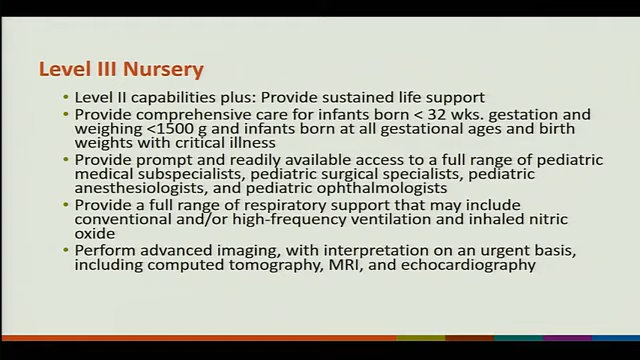 Level III Nursery
• Level II capabilities plus: Provide sustained life support
• Provide comprehensive care for infants born < 32 wks. gestation and
weighing <1500 g and infants born at all gestational ages and birth
weights with critical illness
• Provide prompt and readily available access to a full range of pediatric
medical subspecialists, pediatric surgical specialists, pediatric
anesthesiologists, and pediatric ophthalmologists
• Provide a full range of respiratory support that may include
conventional and/or high-frequency ventilation and inhaled nitric
oxide
• Perform advanced imaging, with interpretation on an urgent basis,
including computed tomography, MRI, and echocardiography